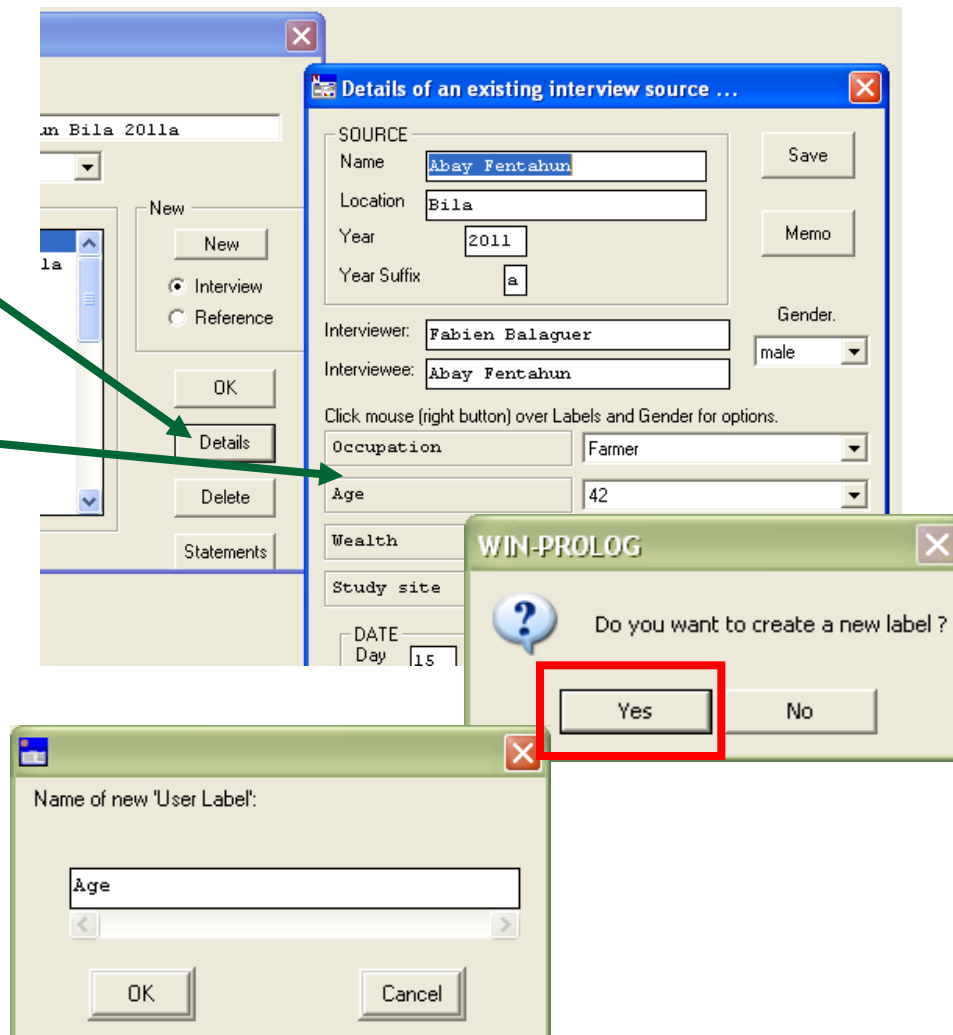 un Bila 2011a
la
New
New
Interview
Reference
OK
Details
Delete
Statements
Details of an existing interview source ...
SOURCE
Name Abay Fentahun
Location Bila
Year 2011
Year Suffix a
Save
Memo
Interviewer: Fabien Balaguer
Interviewee: Abay Fentahun
Gender.
male
Click mouse (right button) over Labels and Gender for options.
Occupation Farmer
Age 42
Wealth
Study site
DATE
Day 15
WIN-PROLOG
Do you want to create a new label ?
Yes No
Name of new 'User Label':
Age
OK Cancel